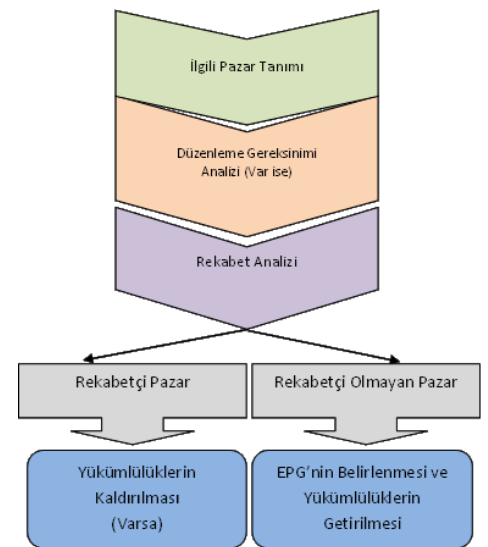 İlgili Pazar Tanımı
Düzenleme Gereksinimi
Analizi (Var ise)
Rekabet Analizi
Rekabetçi Pazar
Rekabetçi Olmayan Pazar
Yükümlülüklerin
Kaldırılması
(Varsa)
EPG'nin Belirlenmesi ve
Yükümlülüklerin
Getirilmesi